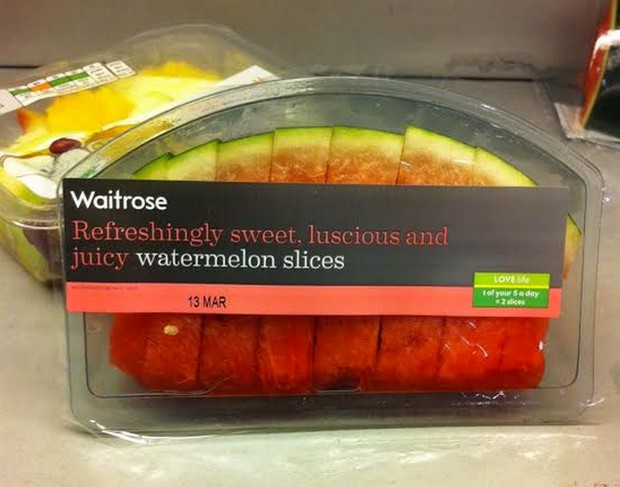 Waitrose
Refreshingly sweet, luscious and
juicy watermelon slices
13 MAR
LOVE life
1 of your 5 a day
= 2 slices